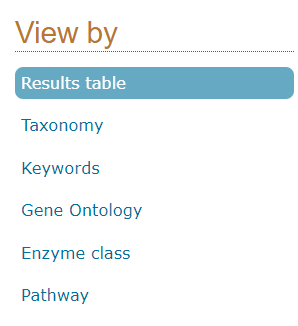 View by
Results table
Taxonomy
Keywords
Gene Ontology
Enzyme class
Pathway